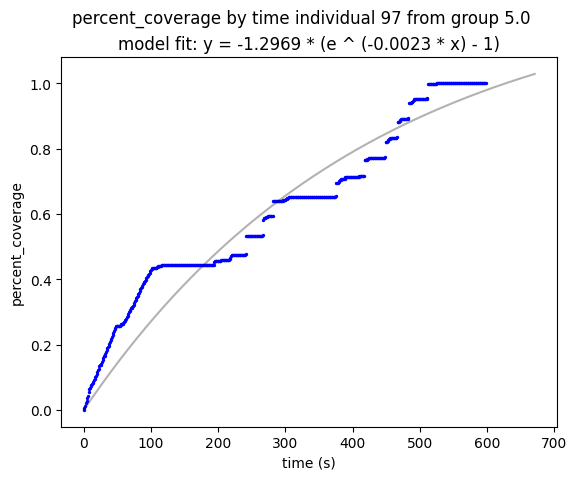 percent_coverage by time individual 97 from group 5.0
model fit: y = -1.2969 * (e ^ (-0.0023 * x) - 1)
1.0
0.8
0.6
0.4
0.2
0.0
percent_coverage
0 100 200 300 400 500 600 700
time (s)